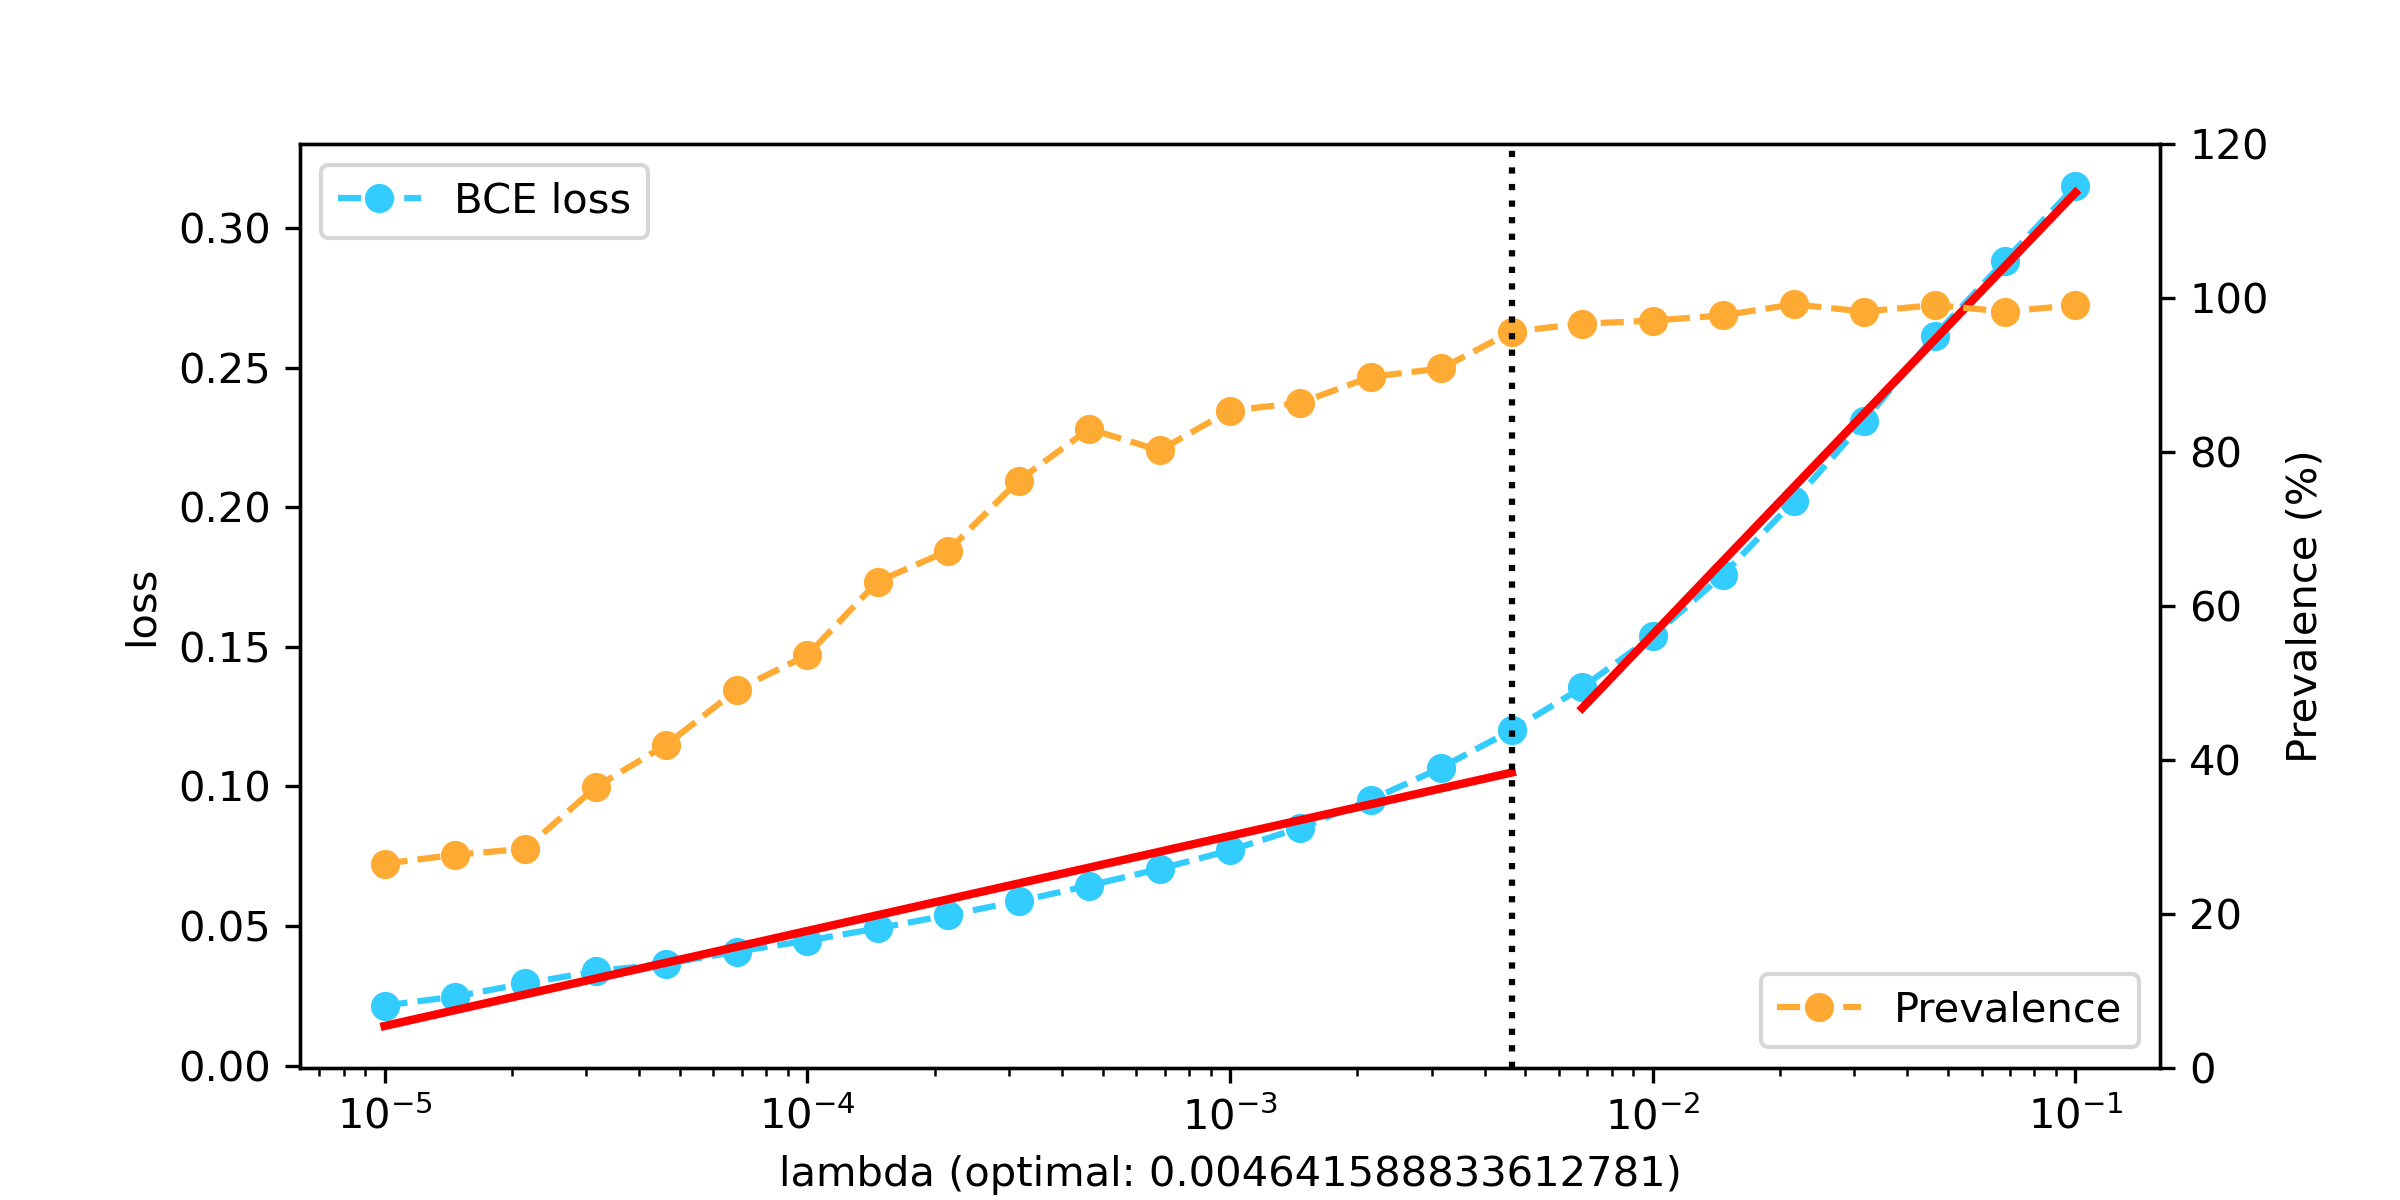 BCE loss
Prevalence
loss
0.30
0.25
0.20
0.15
0.10
0.05
0.00
120
100
80
60
40
20
0
Prevalence (%)
10⁻⁵ 10⁻⁴ 10⁻³ 10⁻² 10⁻¹
lambda (optimal: 0.004641588833612781)